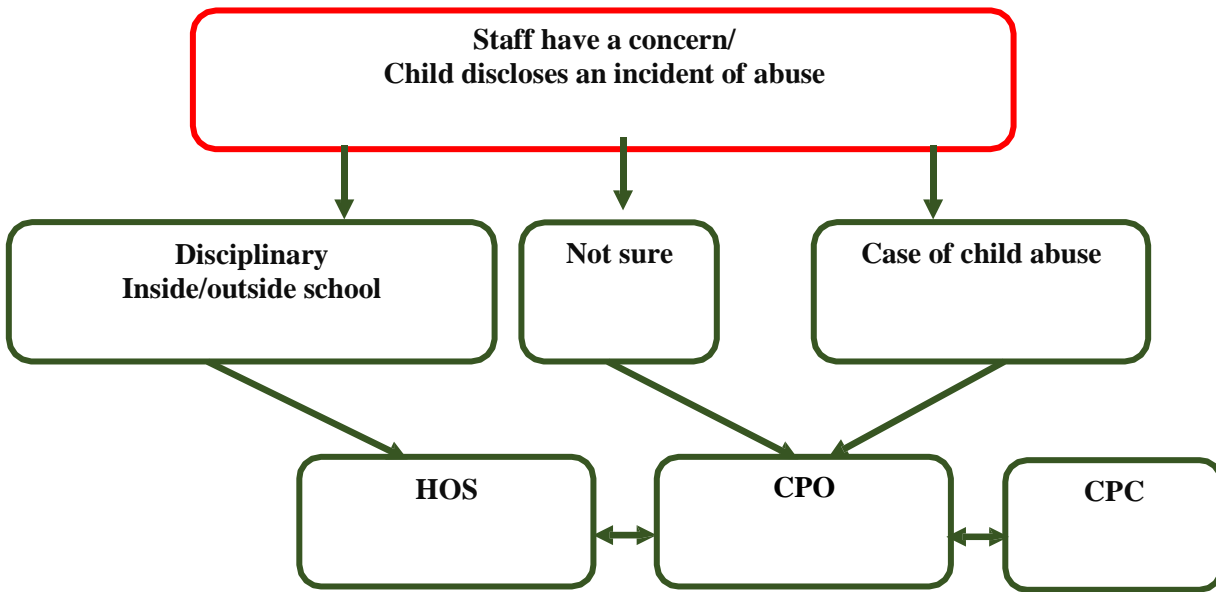 Staff have a concern/
Child discloses an incident of abuse
Disciplinary
Inside/outside school
Not sure
Case of child abuse
HOS
CPO
CPC